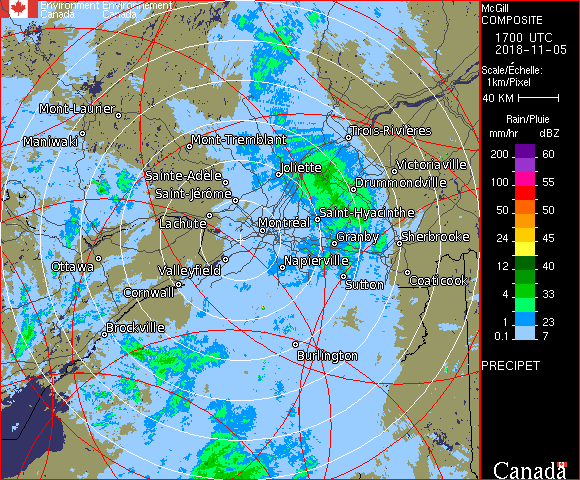 Environment Environnement
Canada Canada
McGill
COMPOSITE
1700 UTC
2018-11-05
Scale/Échelle:
1km/Pixel
40 KM
Rain/Pluie
mm/hr dBZ
200 60
100 55
50 50
24 45
12 40
4 33
1 23
0.1 7
PRECIPET
Canada
Mont-Laurier
Maniwaki
Mont-Tremblant
Trois-Rivières
Joliette
Victoriaville
Sainte-Adèle
Drummondville
Saint-Jérôme
Lachute
Saint-Hyacinthe
Montréal
Granby
Sherbrooke
Ottawa
Valleyfield
Napierville
Coaticook
Cornwall
Sutton
Brockville
Burlington